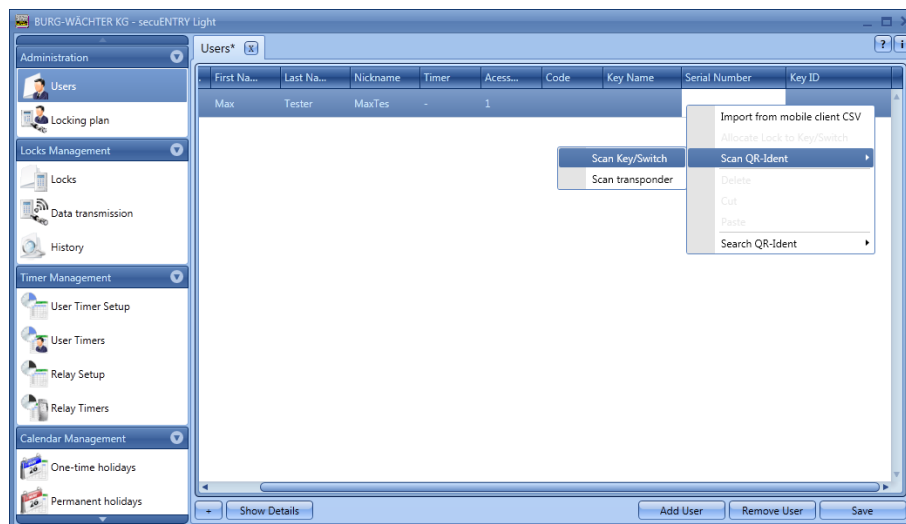 BURG-WÄCHTER KG - secuENTRY Light
Administration
Users
Locking plan
Locks Management
Locks
Data transmission
History
Timer Management
User Timer Setup
User Timers
Relay Setup
Relay Timers
Calendar Management
One-time holidays
Permanent holidays
Users* x
? i
. First Na... Last Na... Nickname Timer Acess... Code Key Name Serial Number Key ID
Max Tester MaxTes - 1
Import from mobile client CSV
Allocate Lock to Key/Switch
Scan QR-Ident
Delete
Cut
Paste
Search QR-Ident
Scan Key/Switch
Scan transponder
+ Show Details Add User Remove User Save